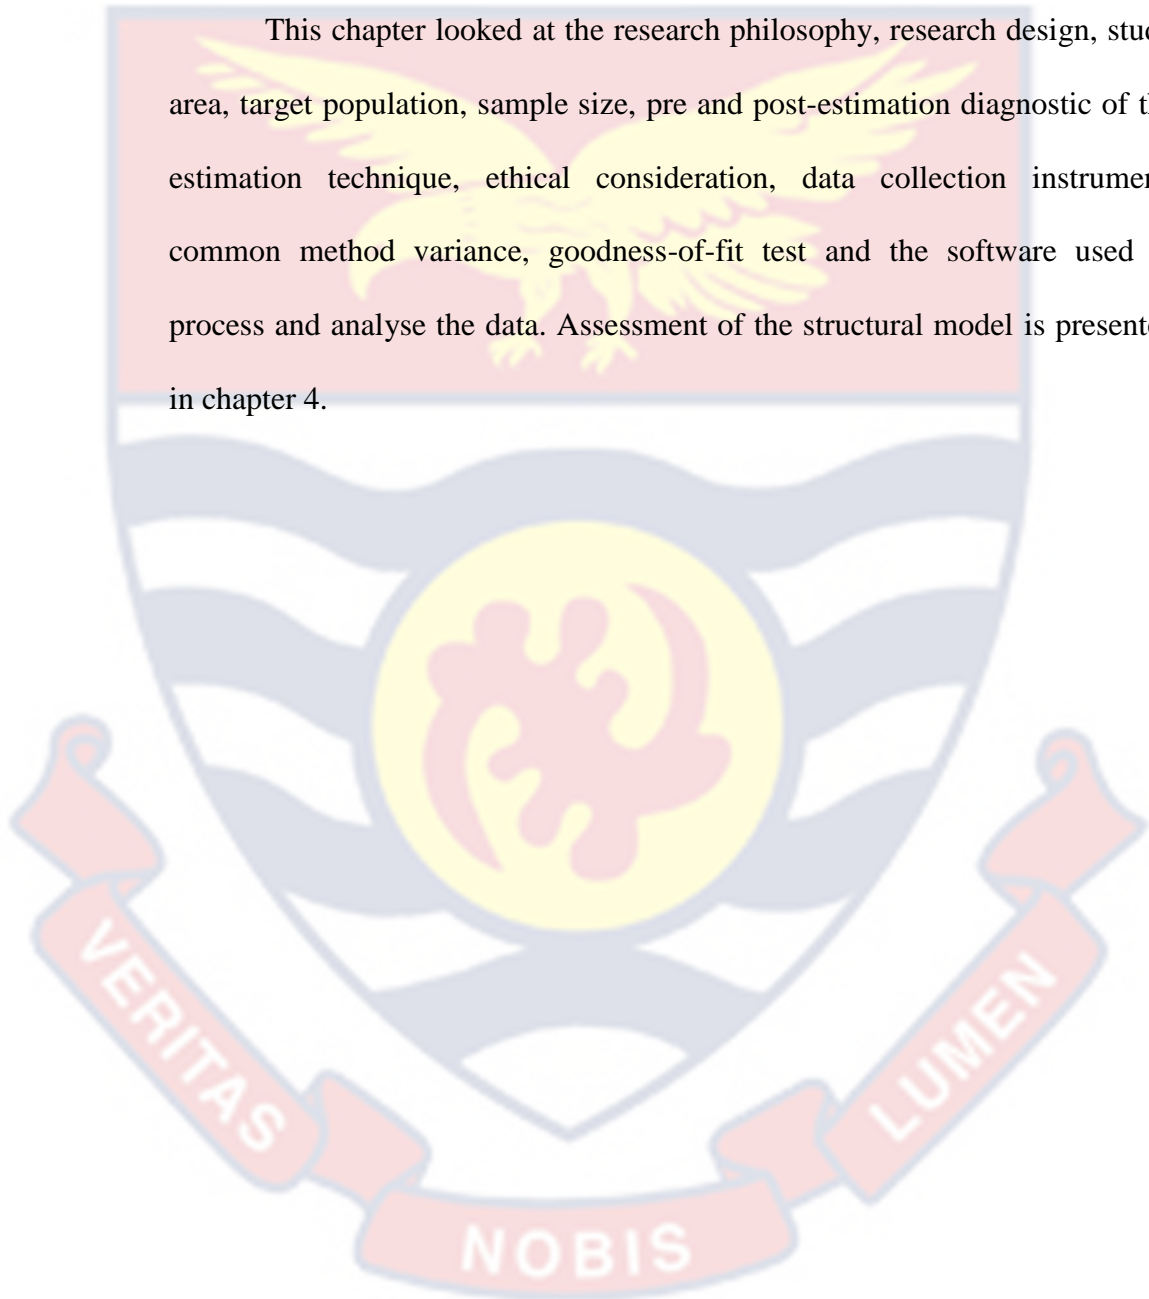 This chapter looked at the research philosophy, research design, stud
area, target population, sample size, pre and post-estimation diagnostic of th
estimation technique, ethical consideration, data collection instrumen
common method variance, goodness-of-fit test and the software used
process and analyse the data. Assessment of the structural model is presente
in chapter 4.
VERITAS
NOBIS
LUMEN